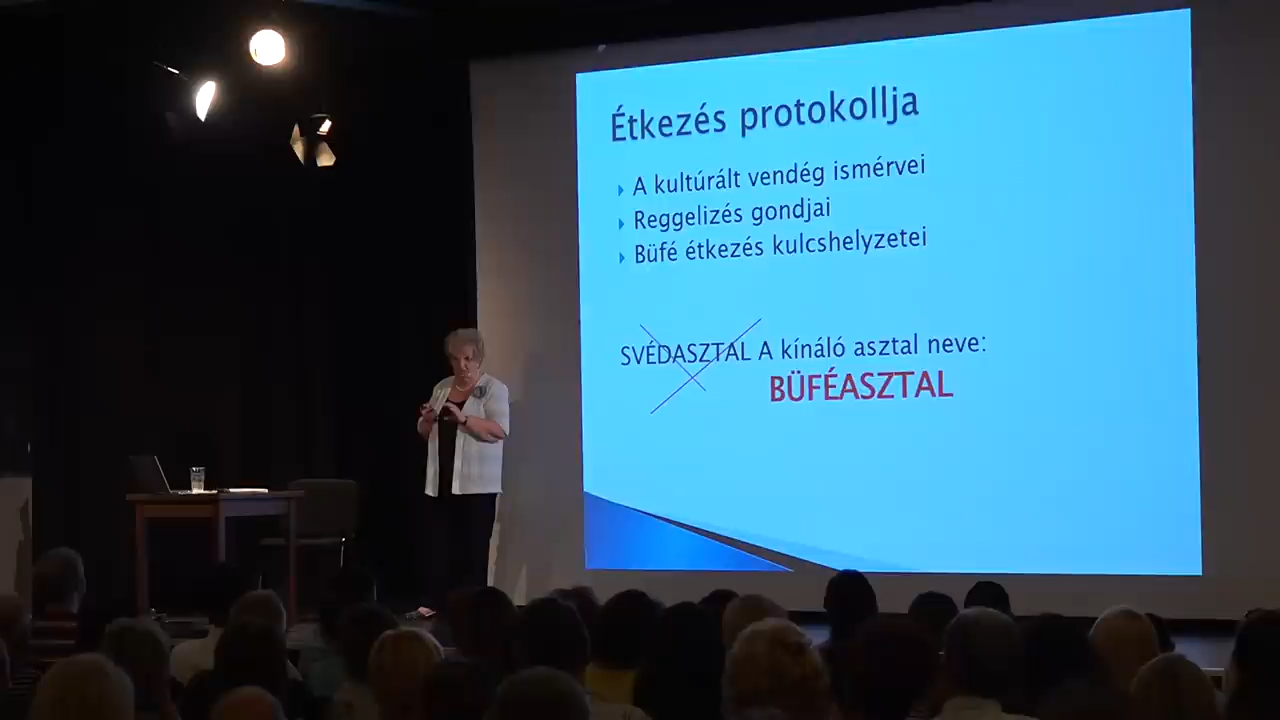 Étkezés protokollja
A kultúrált vendég ismérvei
Reggelizés gondjai
Büfé étkezés kulcshelyzetei
SVÉDASZTAL A kínáló asztal neve:
BÜFÉASZTAL